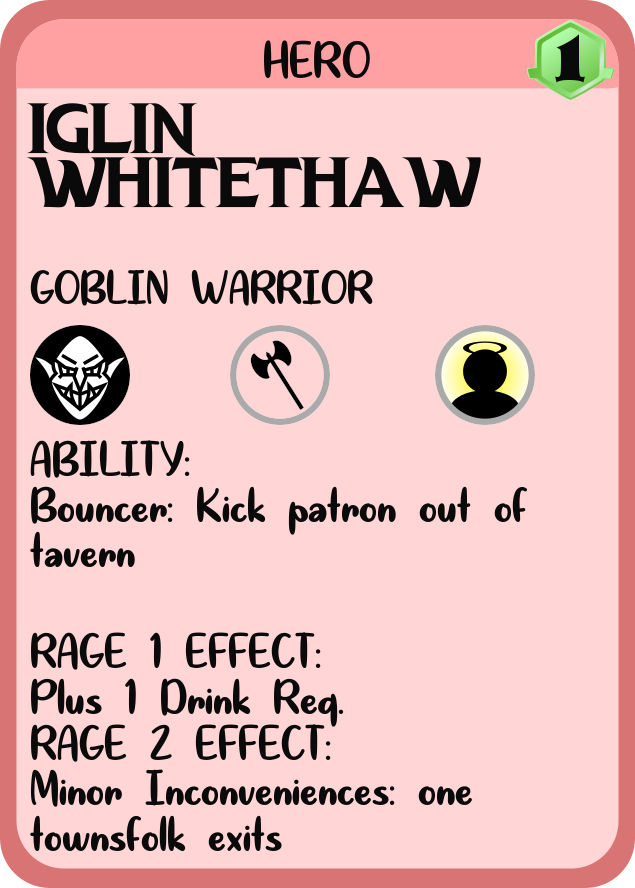 HERO
1
IGLIN
WHITETHAW
GOBLIN WARRIOR
ABILITY:
Bouncer: Kick patron out of
tavern
RAGE 1 EFFECT:
Plus 1 Drink Req.
RAGE 2 EFFECT:
Minor Inconveniences: one
townsfolk exits